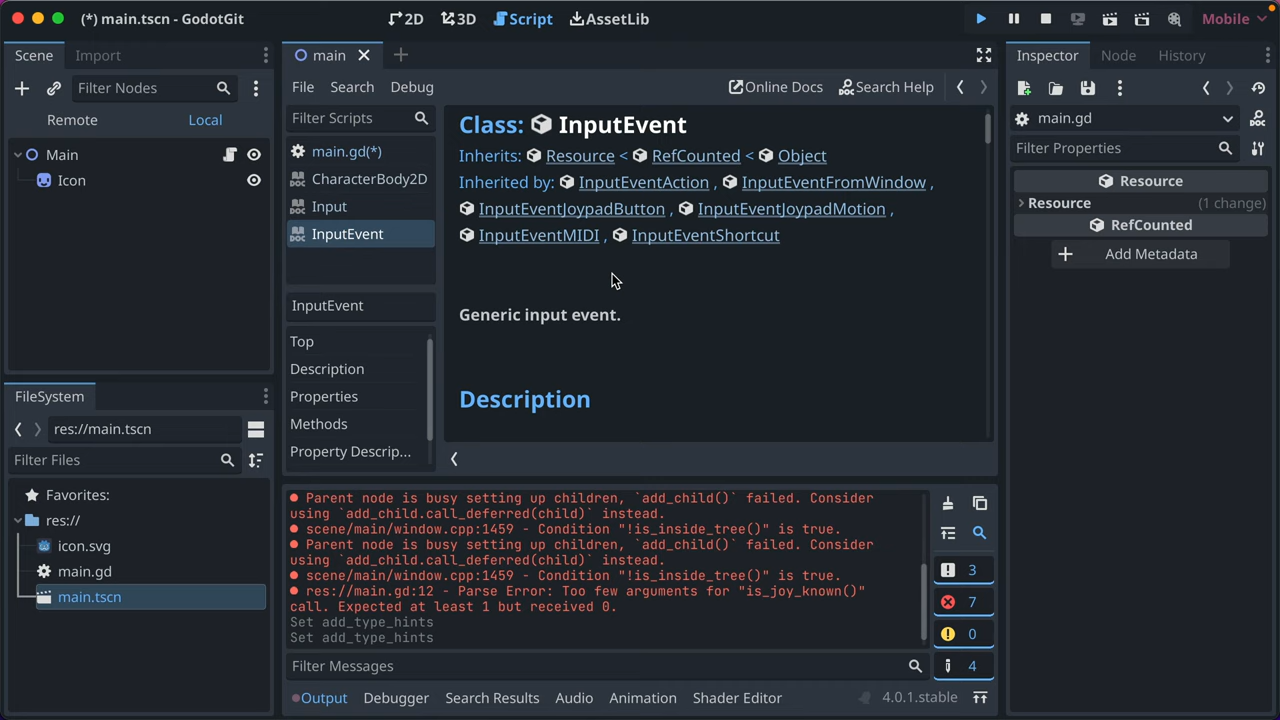 (*) main.tscn - GodotGit
2D 3D Script AssetLib
Mobile
Scene Import
Filter Nodes
Remote Local
Main
Icon
FileSystem
res://main.tscn
Filter Files
Favorites:
res://
icon.svg
main.gd
main.tscn
main
File Search Debug
Online Docs Search Help
Filter Scripts
main.gd(*)
CharacterBody2D
Input
InputEvent
InputEvent
Top
Description
Properties
Methods
Property Descrip...
Class: InputEvent
Inherits: Resource < RefCounted < Object
Inherited by: InputEventAction , InputEventFromWindow ,
InputEventJoypadButton , InputEventJoypadMotion ,
InputEventMIDI , InputEventShortcut
Generic input event.
Description
Parent node is busy setting up children, `add_child()` failed. Consider
using `add_child.call_deferred(child)` instead.
scene/main/window.cpp:1459 - Condition "!is_inside_tree()" is true.
Parent node is busy setting up children, `add_child()` failed. Consider
using `add_child.call_deferred(child)` instead.
scene/main/window.cpp:1459 - Condition "!is_inside_tree()" is true.
res://main.gd:12 - Parse Error: Too few arguments for "is_joy_known()"
call. Expected at least 1 but received 0.
Set add_type_hints
Set add_type_hints
3
7
0
4
Filter Messages
Output Debugger Search Results Audio Animation Shader Editor
4.0.1.stable
Inspector Node History
main.gd
Filter Properties
Resource
Resource (1 change)
RefCounted
Add Metadata